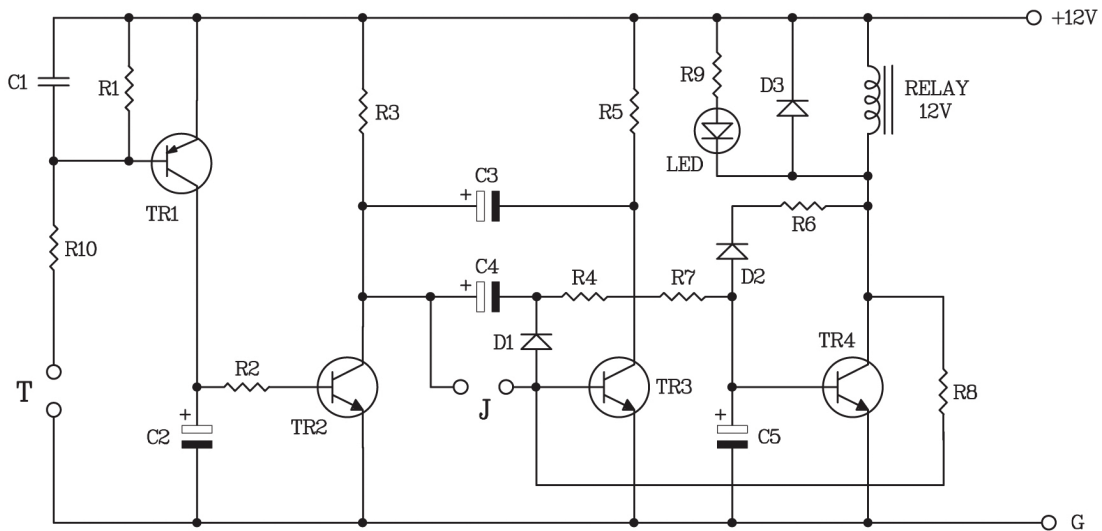 +12V
C1
R1
R3
R5
R9
D3
RELAY
12V
LED
TR1
C3
+
R6
R10
C4
+
R4
R7
D2
D1
TR4
T
R2
TR2
J
TR3
R8
C2
+
C5
+
G